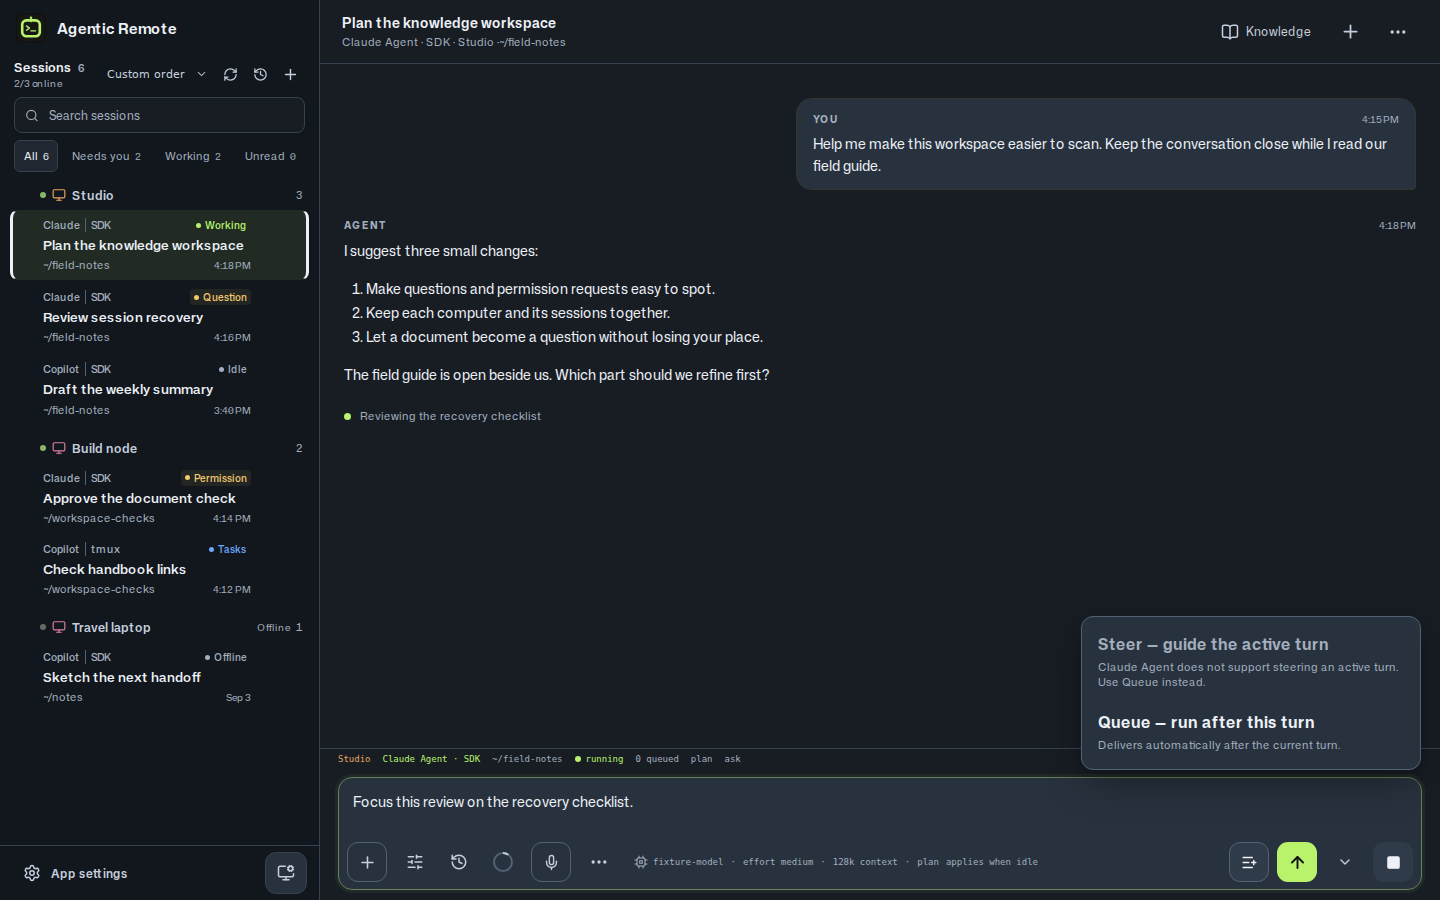 Agentic Remote
Sessions 6
2/3 online
Custom order
Search sessions
All 6
Needs you 2
Working 2
Unread 0
Studio 3
Claude | SDK
Working
Plan the knowledge workspace
~/field-notes
4:18 PM
Claude | SDK
Question
Review session recovery
~/field-notes
4:16 PM
Copilot | SDK
Idle
Draft the weekly summary
~/field-notes
3:40 PM
Build node 2
Claude | SDK
Permission
Approve the document check
~/workspace-checks
4:14 PM
Copilot | tmux
Tasks
Check handbook links
~/workspace-checks
4:12 PM
Travel laptop
Offline 1
Copilot | SDK
Offline
Sketch the next handoff
~/notes
Sep 3
App settings
Plan the knowledge workspace
Claude Agent · SDK · Studio · ~/field-notes
Knowledge
YOU
4:15 PM
Help me make this workspace easier to scan. Keep the conversation close while I read our
field guide.
AGENT
4:18 PM
I suggest three small changes:
1. Make questions and permission requests easy to spot.
2. Keep each computer and its sessions together.
3. Let a document become a question without losing your place.
The field guide is open beside us. Which part should we refine first?
Reviewing the recovery checklist
Steer – guide the active turn
Claude Agent does not support steering an active turn.
Use Queue instead.
Queue – run after this turn
Delivers automatically after the current turn.
Studio Claude Agent · SDK ~/field-notes running 0 queued plan ask
Focus this review on the recovery checklist.
fixture-model · effort medium · 128k context · plan applies when idle